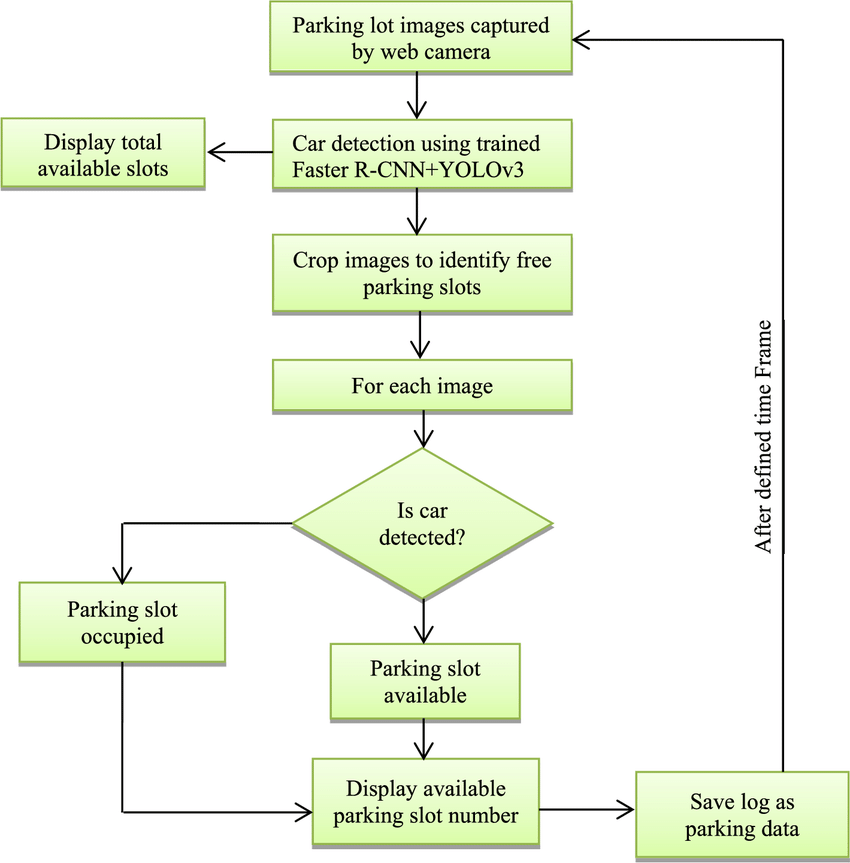 Parking lot images captured
by web camera
Display total
available slots
Car detection using trained
Faster R-CNN+YOLOv3
Crop images to identify free
parking slots
For each image
Is car
detected?
After defined time Frame
Parking slot
occupied
Parking slot
available
Display available
parking slot number
Save log as
parking data